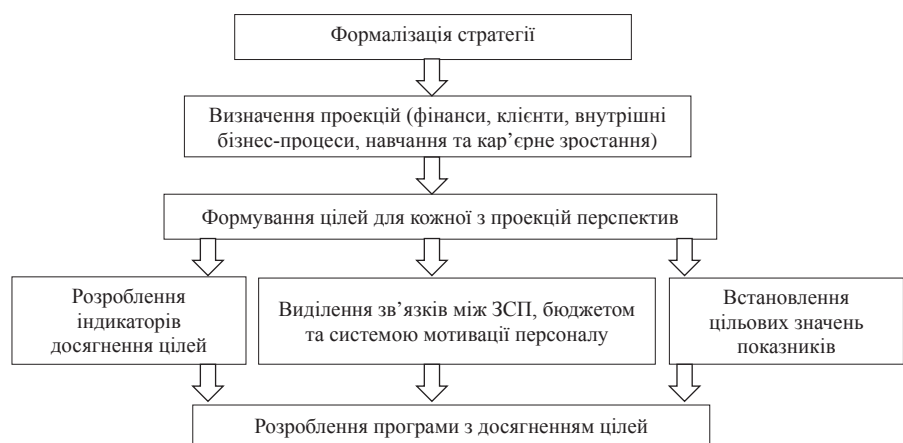 Формалізація стратегії
Визначення проекцій (фінанси, клієнти, внутрішні
бізнес-процеси, навчання та кар’єрне зростання)
Формування цілей для кожної з проекцій перспектив
Розроблення
індикаторів
досягнення цілей
Виділення зв’язків між ЗСП, бюджетом
та системою мотивації персоналу
Встановлення
цільових значень
показників
Розроблення програми з досягненням цілей